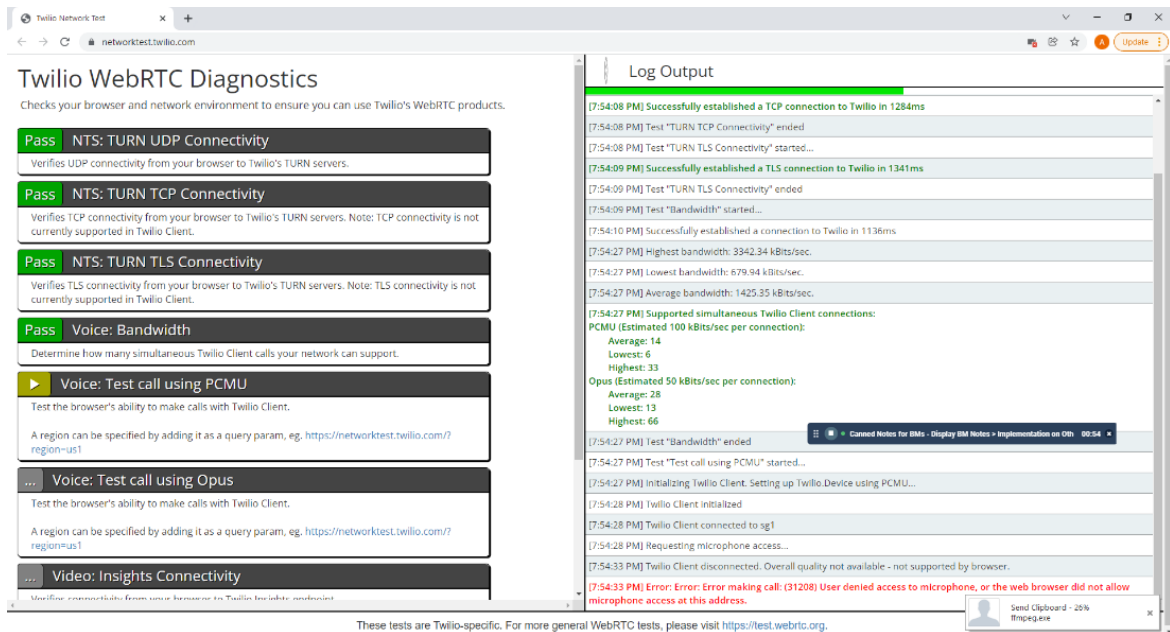 Twilio Network Test
networktest.twilio.com
Update
Twilio WebRTC Diagnostics
Checks your browser and network environment to ensure you can use Twilio's WebRTC products.
Pass NTS: TURN UDP Connectivity
Verifies UDP connectivity from your browser to Twilio's TURN servers.
Pass NTS: TURN TCP Connectivity
Verifies TCP connectivity from your browser to Twilio's TURN servers. Note: TCP connectivity is not
currently supported in Twilio Client.
Pass NTS: TURN TLS Connectivity
Verifies TLS connectivity from your browser to Twilio's TURN servers. Note: TLS connectivity is not
currently supported in Twilio Client.
Pass Voice: Bandwidth
Determine how many simultaneous Twilio Client calls your network can support.
Voice: Test call using PCMU
Test the browser's ability to make calls with Twilio Client.
A region can be specified by adding it as a query param, eg. https://networktest.twilio.com/?
region=us1
... Voice: Test call using Opus
Test the browser's ability to make calls with Twilio Client.
A region can be specified by adding it as a query param, eg. https://networktest.twilio.com/?
region=us1
... Video: Insights Connectivity
Verifies connectivity from your browser to Twilio Insights endpoint.
Log Output
[7:54:08 PM] Successfully established a TCP connection to Twilio in 1284ms
[7:54:08 PM] Test "TURN TCP Connectivity" ended
[7:54:08 PM] Test "TURN TLS Connectivity" started...
[7:54:09 PM] Successfully established a TLS connection to Twilio in 1341ms
[7:54:09 PM] Test "TURN TLS Connectivity" ended
[7:54:09 PM] Test "Bandwidth" started...
[7:54:10 PM] Successfully established a connection to Twilio in 1136ms
[7:54:27 PM] Highest bandwidth: 3342.34 kBits/sec.
[7:54:27 PM] Lowest bandwidth: 679.94 kBits/sec.
[7:54:27 PM] Average bandwidth: 1425.35 kBits/sec.
[7:54:27 PM] Supported simultaneous Twilio Client connections:
PCMU (Estimated 100 kBits/sec per connection):
Average: 14
Lowest: 6
Highest: 33
Opus (Estimated 50 kBits/sec per connection):
Average: 28
Lowest: 13
Highest: 66
[7:54:27 PM] Test "Bandwidth" ended
Canned Notes for BMs - Display BM Notes > Implementation on Oth 00:54
[7:54:27 PM] Test "Test call using PCMU" started...
[7:54:27 PM] Initializing Twilio Client. Setting up Twilio.Device using PCMU...
[7:54:28 PM] Twilio Client initialized
[7:54:28 PM] Twilio Client connected to sg1
[7:54:28 PM] Requesting microphone access...
[7:54:33 PM] Twilio Client disconnected. Overall quality not available - not supported by browser.
[7:54:33 PM] Error: Error: Error making call: (31208) User denied access to microphone, or the web browser did not allow
microphone access at this address.
Send Clipboard - 26%
ffmpeg.exe
These tests are Twilio-specific. For more general WebRTC tests, please visit https://test.webrtc.org.